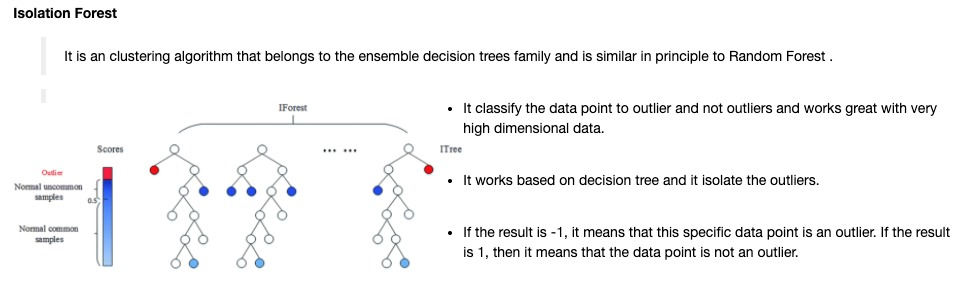 Isolation Forest
It is an clustering algorithm that belongs to the ensemble decision trees family and is similar in principle to Random Forest .
IForest
Scores
... ...
ITree
Outlier
Normal uncommon
samples
0.5
Normal common
samples
• It classify the data point to outlier and not outliers and works great with very
high dimensional data.
• It works based on decision tree and it isolate the outliers.
• If the result is -1, it means that this specific data point is an outlier. If the result
is 1, then it means that the data point is not an outlier.